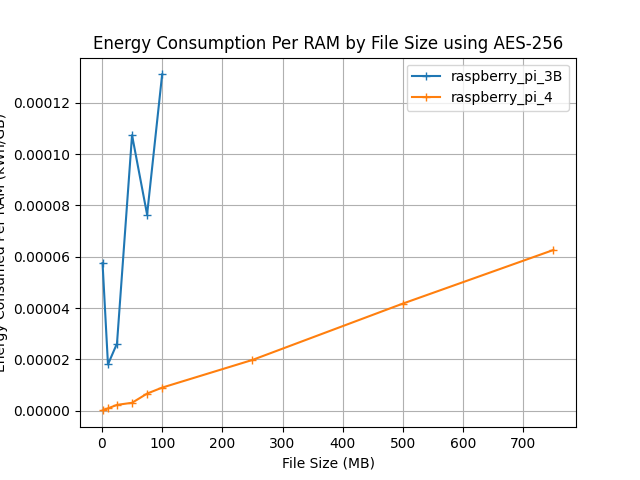 Energy Consumption Per RAM by File Size using AES-256
raspberry_pi_3B
raspberry_pi_4
0.00012
0.00010
0.00008
0.00006
0.00004
0.00002
0.00000
Energy Consumed Per RAM (kWh/GB)
0 100 200 300 400 500 600 700
File Size (MB)